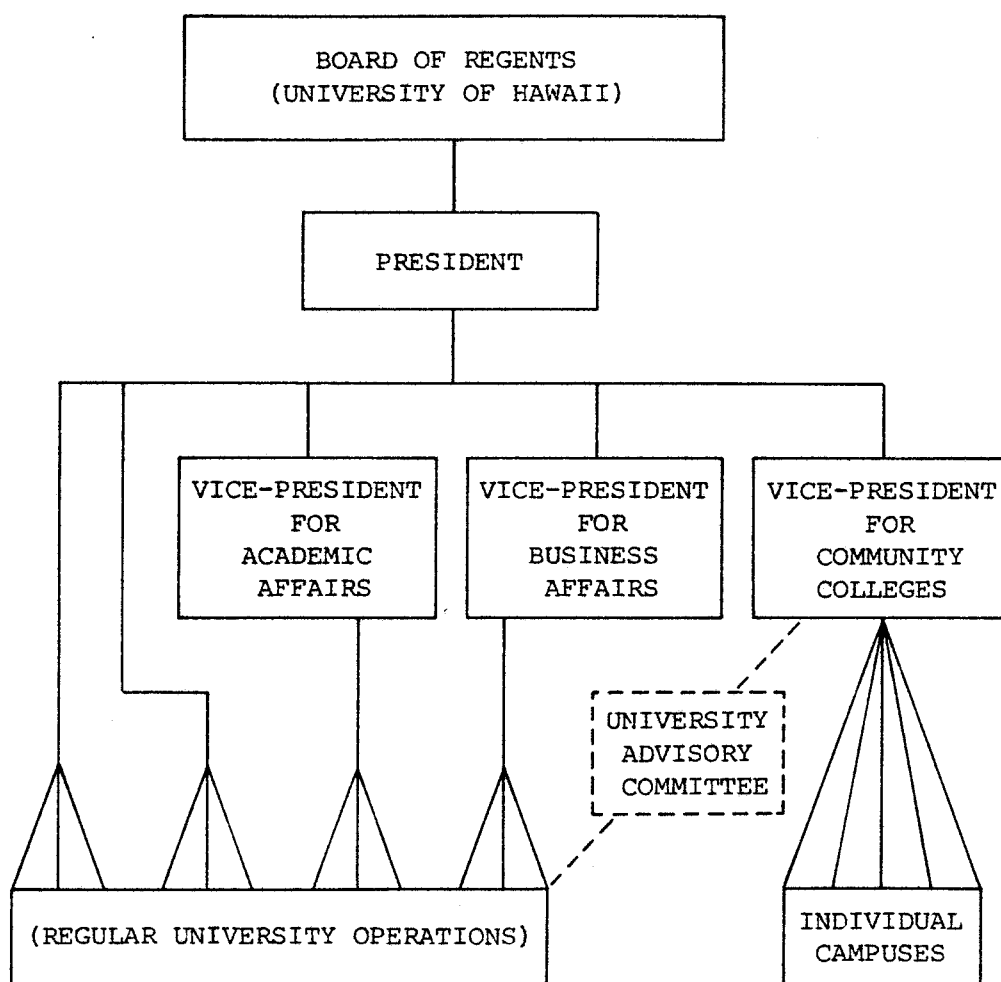 BOARD OF REGENTS
(UNIVERSITY OF HAWAII)
PRESIDENT
VICE-PRESIDENT
FOR
ACADEMIC
AFFAIRS
VICE-PRESIDENT
FOR
BUSINESS
AFFAIRS
VICE-PRESIDENT
FOR
COMMUNITY
COLLEGES
UNIVERSITY
ADVISORY
COMMITTEE
(REGULAR UNIVERSITY OPERATIONS)
INDIVIDUAL
CAMPUSES